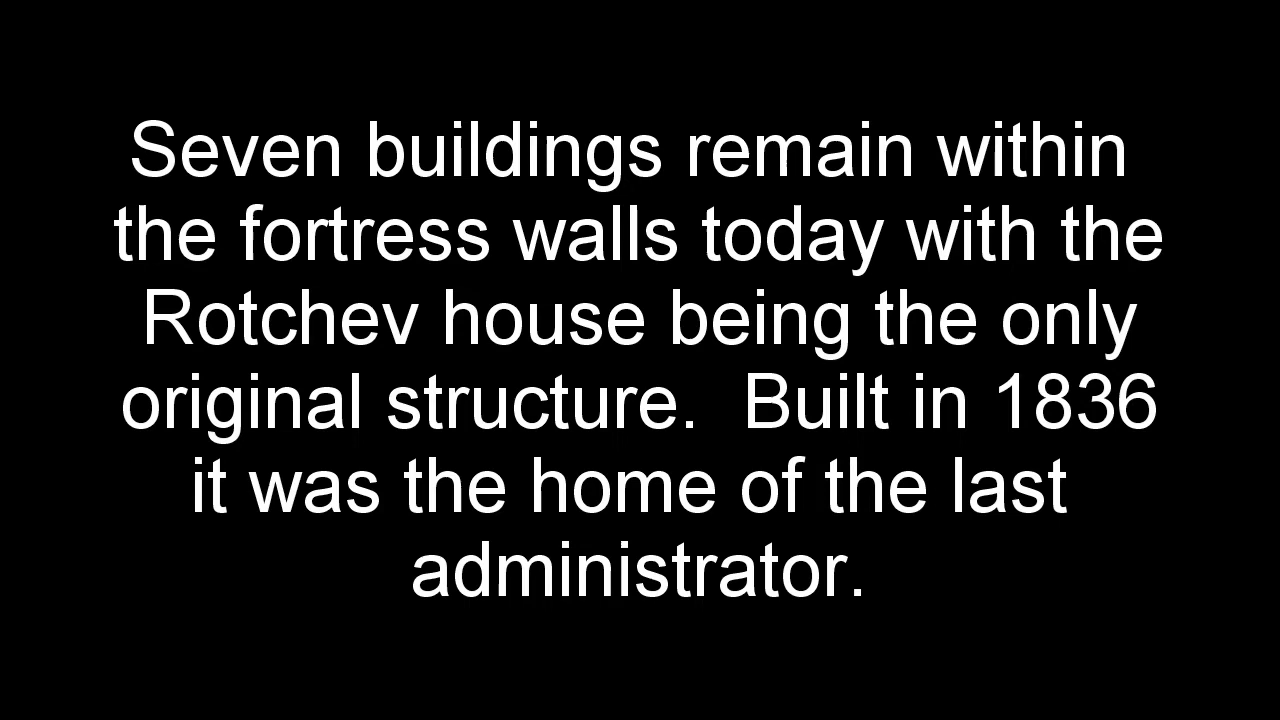 Seven buildings remain within
the fortress walls today with the
Rotchev house being the only
original structure.  Built in 1836
it was the home of the last
administrator.